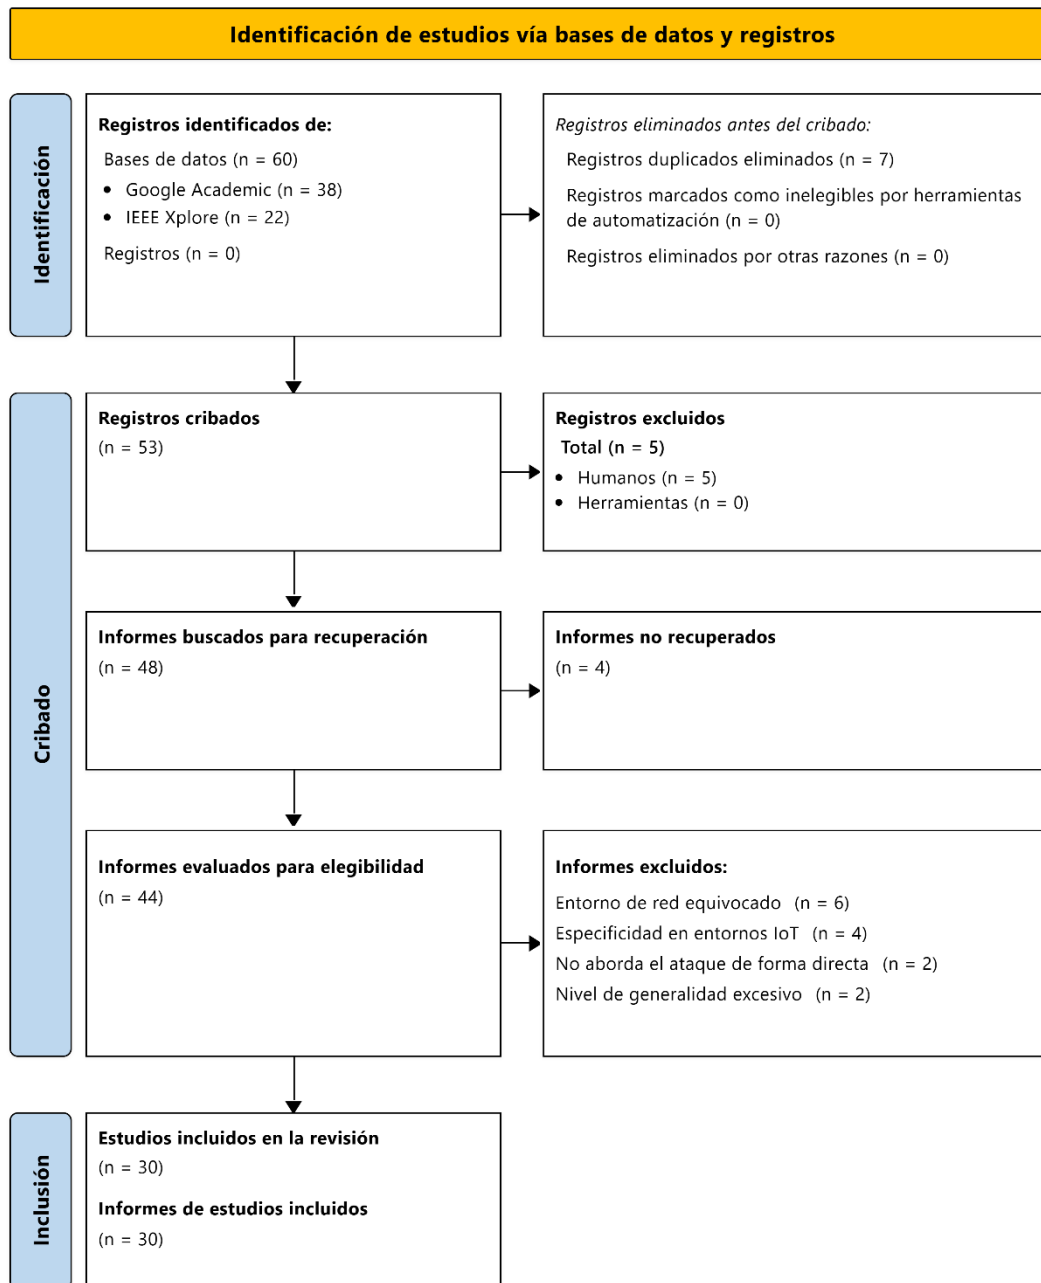 Identificación de estudios vía bases de datos y registros
Identificación
Registros identificados de:
Bases de datos (n = 60)
• Google Academic (n = 38)
• IEEE Xplore (n = 22)
Registros (n = 0)
Registros eliminados antes del cribado:
Registros duplicados eliminados (n = 7)
Registros marcados como inelegibles por herramientas
de automatización (n = 0)
Registros eliminados por otras razones (n = 0)
Cribado
Registros cribados
(n = 53)
Registros excluidos
Total (n = 5)
• Humanos (n = 5)
• Herramientas (n = 0)
Informes buscados para recuperación
(n = 48)
Informes no recuperados
(n = 4)
Informes evaluados para elegibilidad
(n = 44)
Informes excluidos:
Entorno de red equivocado (n = 6)
Especificidad en entornos IoT (n = 4)
No aborda el ataque de forma directa (n = 2)
Nivel de generalidad excesivo (n = 2)
Inclusión
Estudios incluidos en la revisión
(n = 30)
Informes de estudios incluidos
(n = 30)